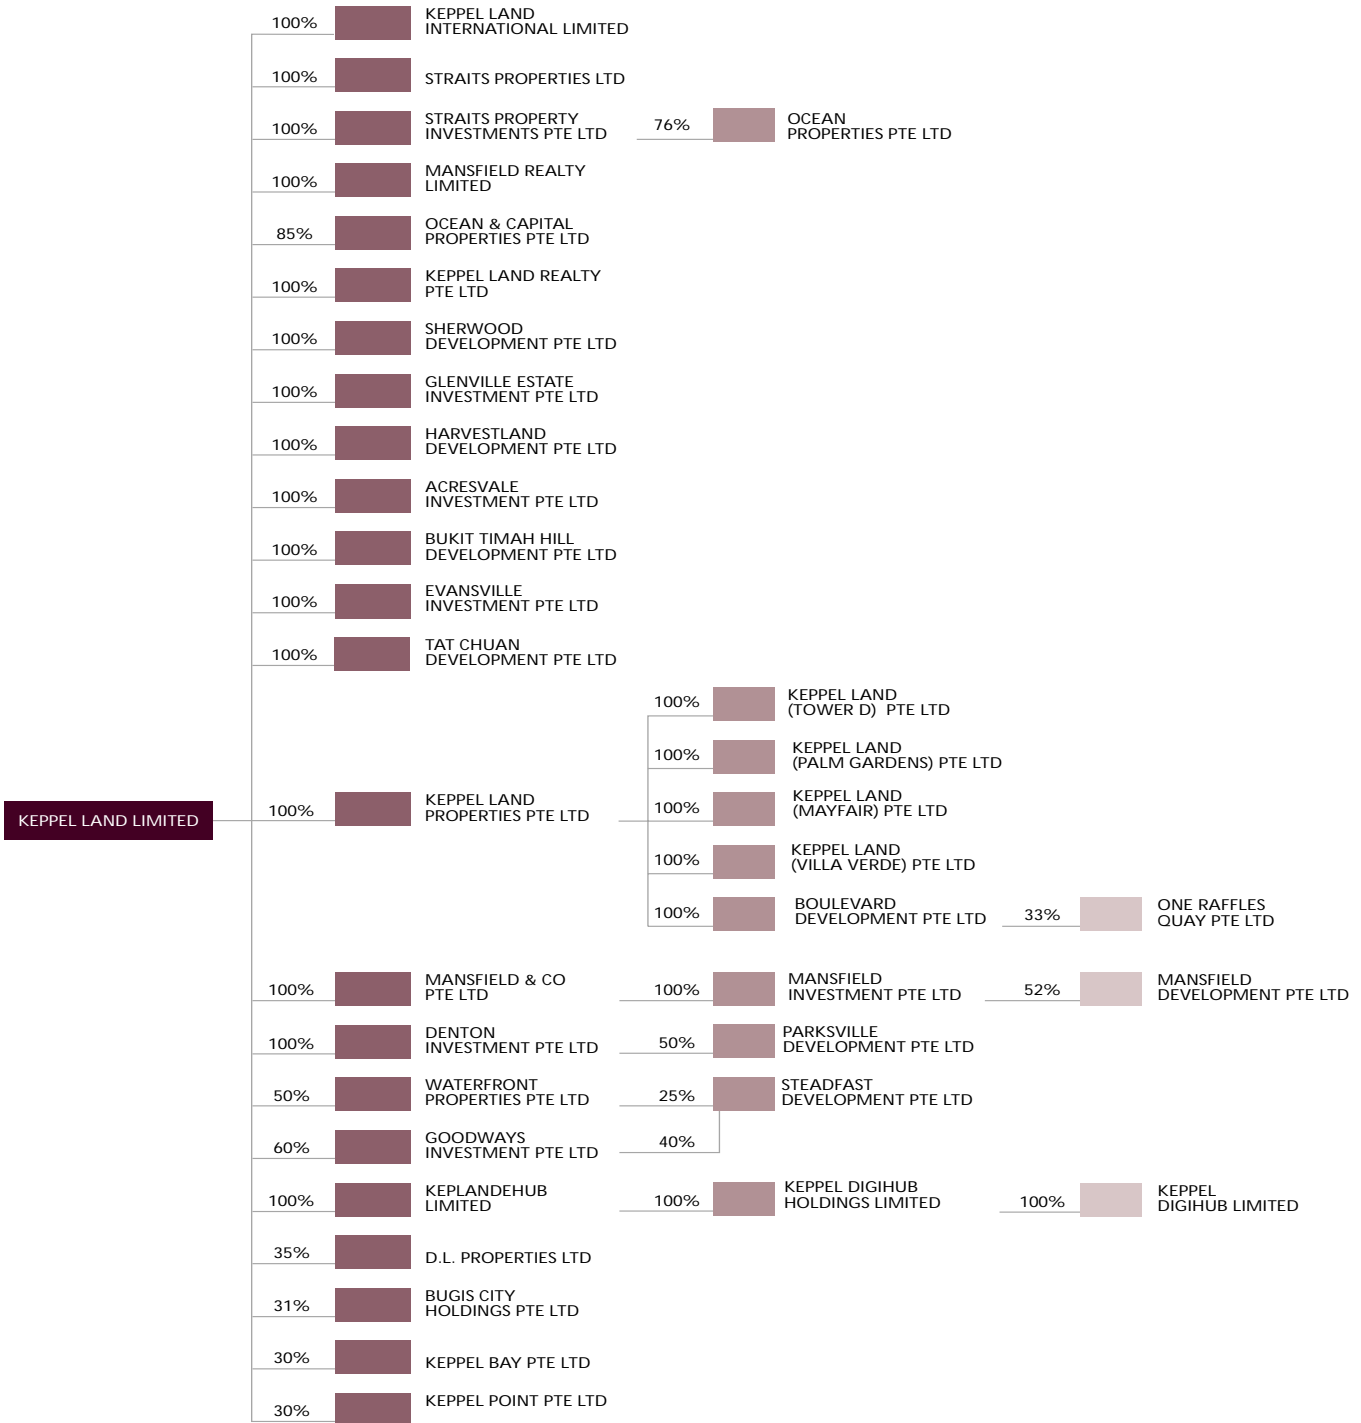 100%
KEPPEL LAND
INTERNATIONAL LIMITED
100%
STRAITS PROPERTIES LTD
100%
STRAITS PROPERTY
INVESTMENTS PTE LTD
76%
OCEAN
PROPERTIES PTE LTD
100%
MANSFIELD REALTY
LIMITED
85%
OCEAN & CAPITAL
PROPERTIES PTE LTD
100%
KEPPEL LAND REALTY
PTE LTD
100%
SHERWOOD
DEVELOPMENT PTE LTD
100%
GLENVILLE ESTATE
INVESTMENT PTE LTD
100%
HARVESTLAND
DEVELOPMENT PTE LTD
100%
ACRESVALE
INVESTMENT PTE LTD
100%
BUKIT TIMAH HILL
DEVELOPMENT PTE LTD
100%
EVANSVILLE
INVESTMENT PTE LTD
100%
TAT CHUAN
DEVELOPMENT PTE LTD
KEPPEL LAND LIMITED
100%
KEPPEL LAND
PROPERTIES PTE LTD
100%
KEPPEL LAND
(TOWER D) PTE LTD
100%
KEPPEL LAND
(PALM GARDENS) PTE LTD
100%
KEPPEL LAND
(MAYFAIR) PTE LTD
100%
KEPPEL LAND
(VILLA VERDE) PTE LTD
100%
BOULEVARD
DEVELOPMENT PTE LTD
33%
ONE RAFFLES
QUAY PTE LTD
100%
MANSFIELD & CO
PTE LTD
100%
MANSFIELD
INVESTMENT PTE LTD
52%
MANSFIELD
DEVELOPMENT PTE LTD
100%
DENTON
INVESTMENT PTE LTD
50%
PARKSVILLE
DEVELOPMENT PTE LTD
50%
WATERFRONT
PROPERTIES PTE LTD
25%
STEADFAST
DEVELOPMENT PTE LTD
60%
GOODWAYS
INVESTMENT PTE LTD
40%
100%
KEPLANDEHUB
LIMITED
100%
KEPPEL DIGIHUB
HOLDINGS LIMITED
100%
KEPPEL
DIGIHUB LIMITED
35%
D.L. PROPERTIES LTD
31%
BUGIS CITY
HOLDINGS PTE LTD
30%
KEPPEL BAY PTE LTD
30%
KEPPEL POINT PTE LTD